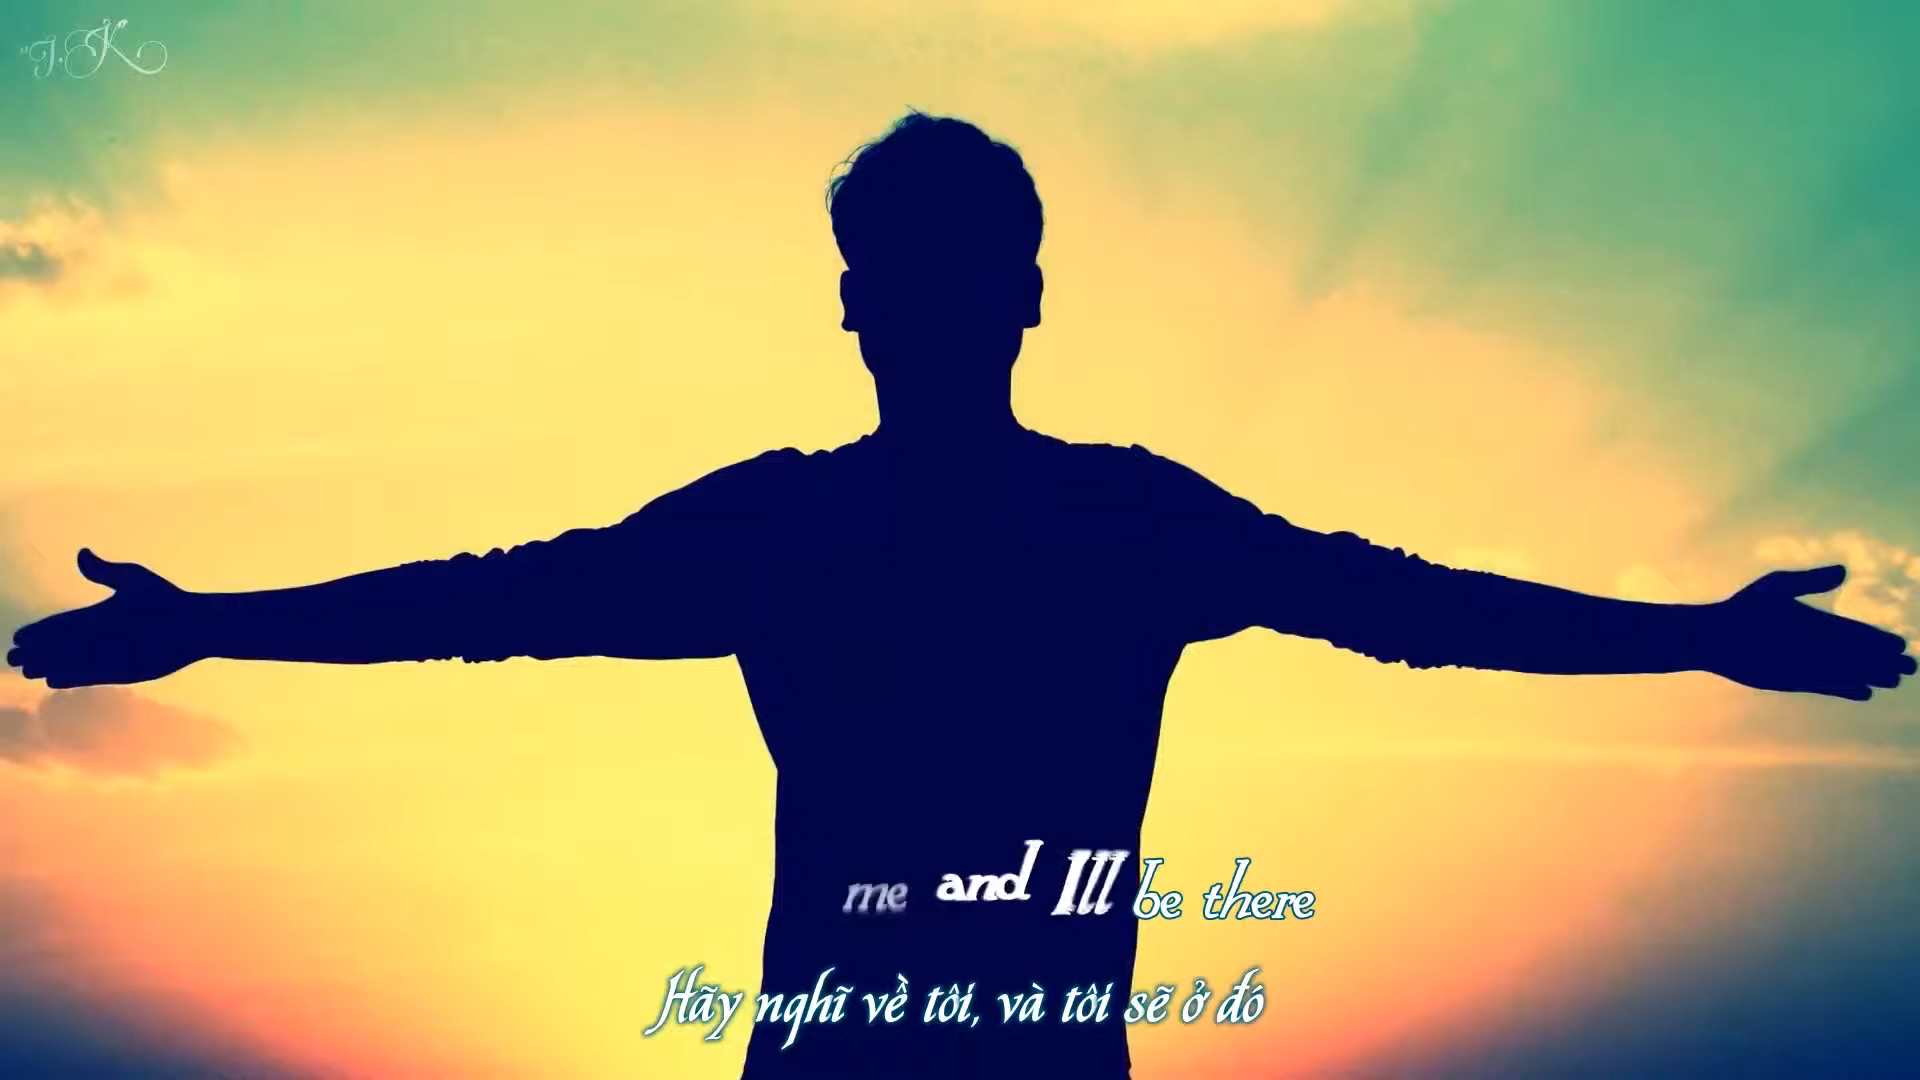 "J.K
me and Ill be there
Hãy nghĩ về tôi, và tôi sẽ ở đó